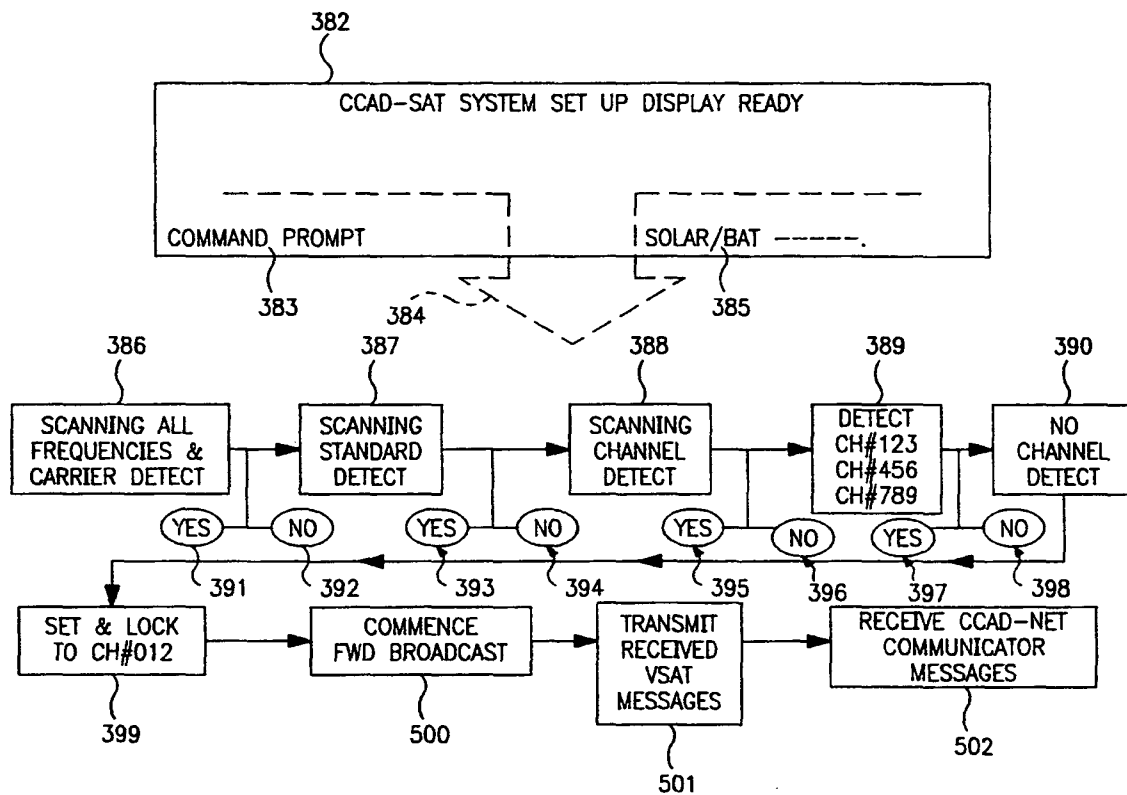 382
CCAD-SAT SYSTEM SET UP DISPLAY READY
COMMAND PROMPT
SOLAR/BAT ------.
383
384
385
386
387
388
389
390
SCANNING ALL
FREQUENCIES &
CARRIER DETECT
SCANNING
STANDARD
DETECT
SCANNING
CHANNEL
DETECT
DETECT
CH#123
CH#456
CH#789
NO
CHANNEL
DETECT
YES
NO
YES
NO
YES
NO
YES
NO
391
392
393
394
395
396
397
398
SET & LOCK
TO CH#012
COMMENCE
FWD BROADCAST
TRANSMIT
RECEIVED
VSAT
MESSAGES
RECEIVE CCAD-NET
COMMUNICATOR
MESSAGES
399
500
501
502